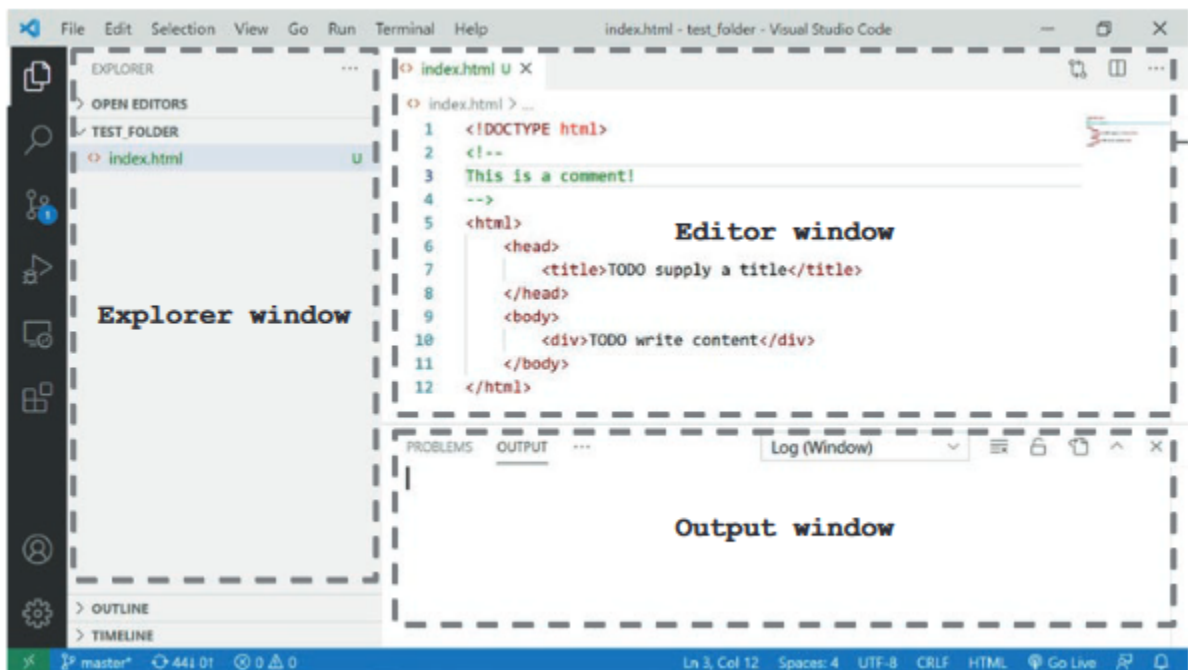 File Edit Selection View Go Run Terminal Help index.html - test_folder - Visual Studio Code
EXPLORER ...
OPEN EDITORS
TEST_FOLDER
<> index.html U
Explorer window
OUTLINE
TIMELINE
<> index.html U
<> index.html > ...
1 <!DOCTYPE html>
2 <!--
3 This is a comment!
4 -->
5 <html>
6 <head>
7 <title>TODO supply a title</title>
8 </head>
9 <body>
10 <div>TODO write content</div>
11 </body>
12 </html>
Editor window
PROBLEMS OUTPUT ... Log (Window)
Output window
1
master* 44↓ 0↑ 0 0 Ln 3, Col 12 Spaces: 4 UTF-8 CRLF HTML Go Live